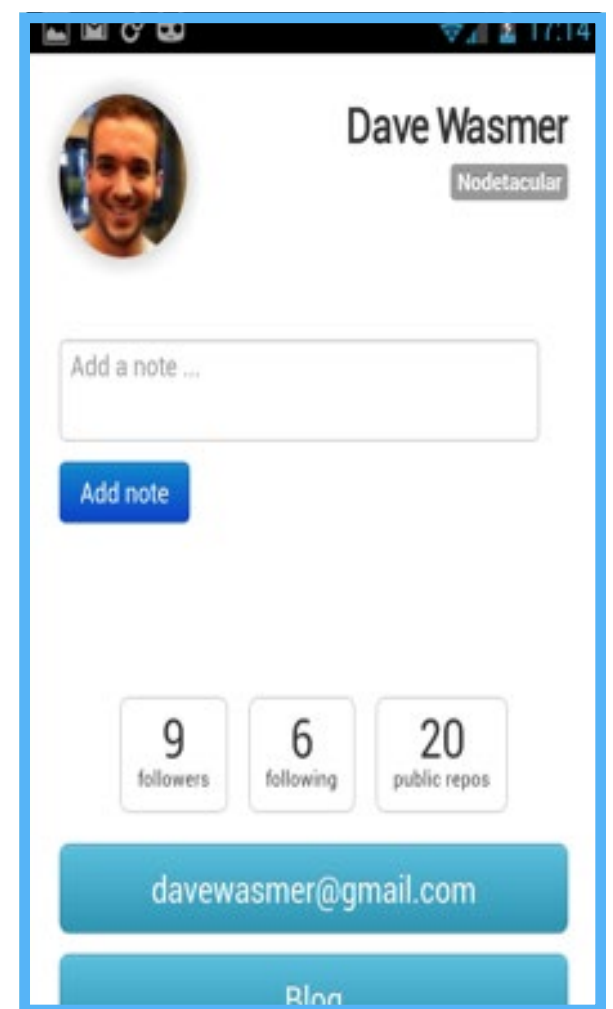 17:14
Dave Wasmer
Nodetacular
Add a note ...
Add note
9 6 20
followers following public repos
davewasmer@gmail.com
Blog